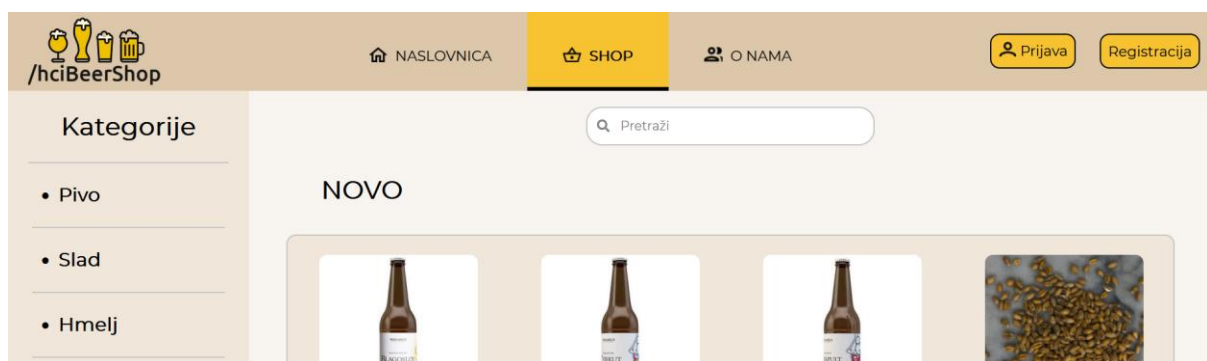 /hciBeerShop
NASLOVNICA
SHOP
O NAMA
Prijava
Registracija
Kategorije
Pretraži
• Pivo
NOVO
• Slad
• Hmelj